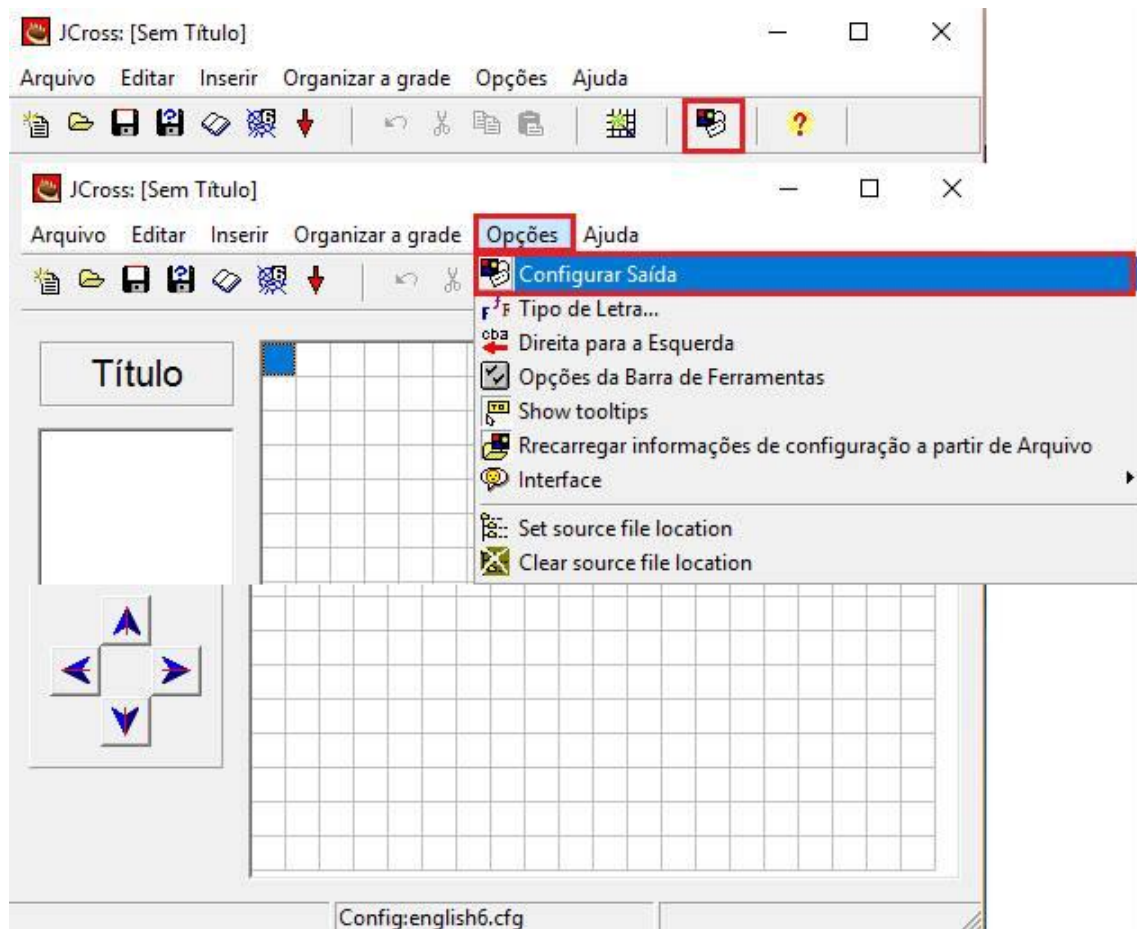 JCross: [Sem Título]
Arquivo Editar Inserir Organizar a grade Opções Ajuda
JCross: [Sem Título]
Arquivo Editar Inserir Organizar a grade Opções Ajuda
Configurar Saída
Tipo de Letra...
Direita para a Esquerda
Opções da Barra de Ferramentas
Show tooltips
Rrecarregar informações de configuração a partir de Arquivo
Interface
Set source file location
Clear source file location
Título
Config:english6.cfg